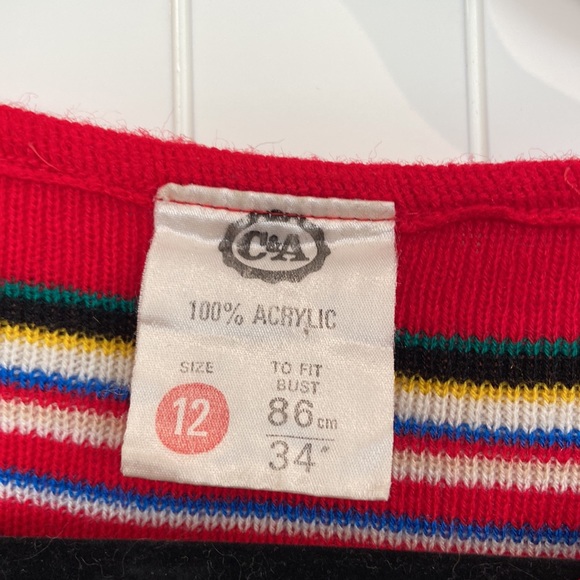 C&A
100% ACRYLIC
SIZE
12
TO FIT
BUST
86cm
34"